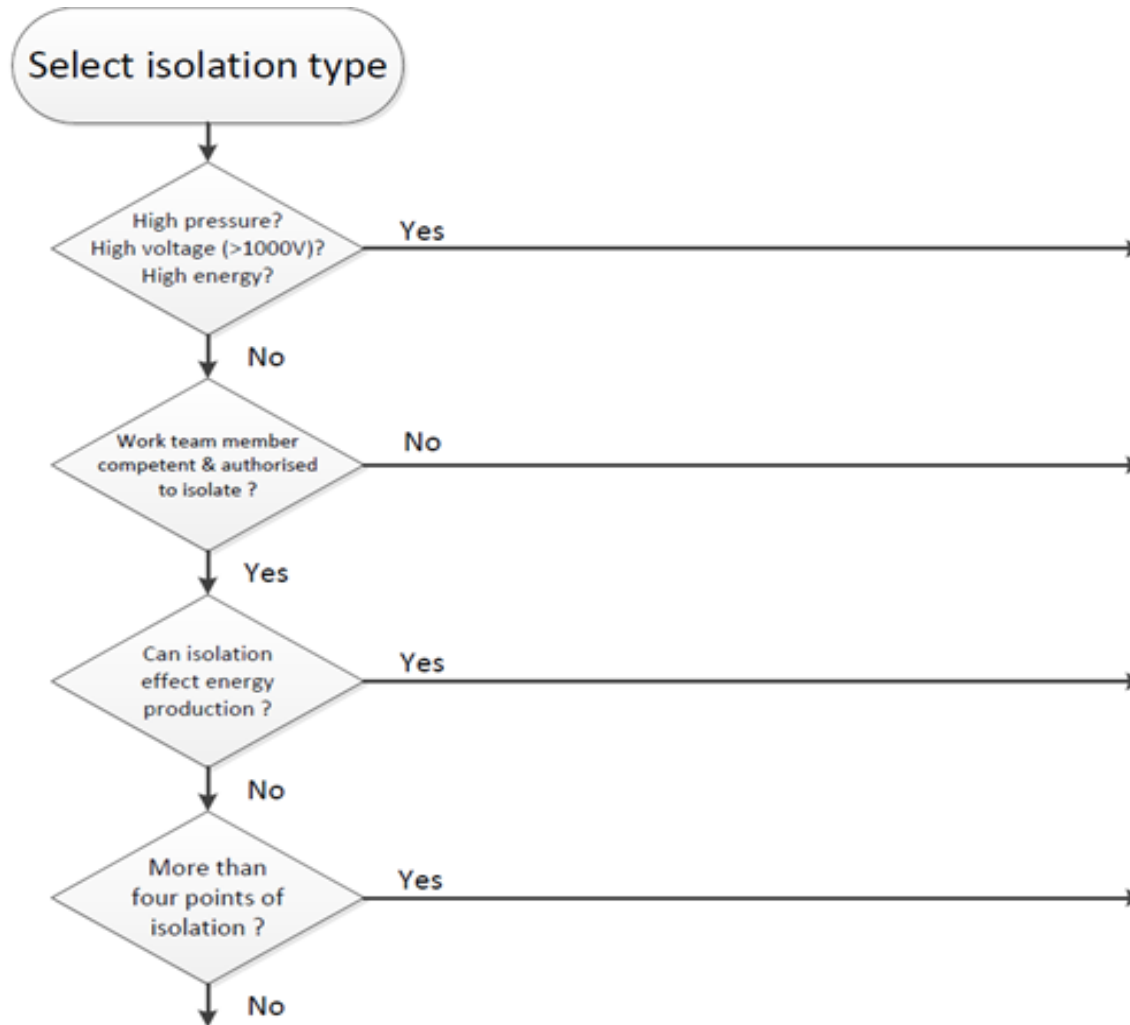 Select isolation type
High pressure?
High voltage (>1000V)?
High energy?
Yes
No
Work team member
competent & authorised
to isolate ?
No
Yes
Can isolation
effect energy
production ?
Yes
No
More than
four points of
isolation ?
Yes
No